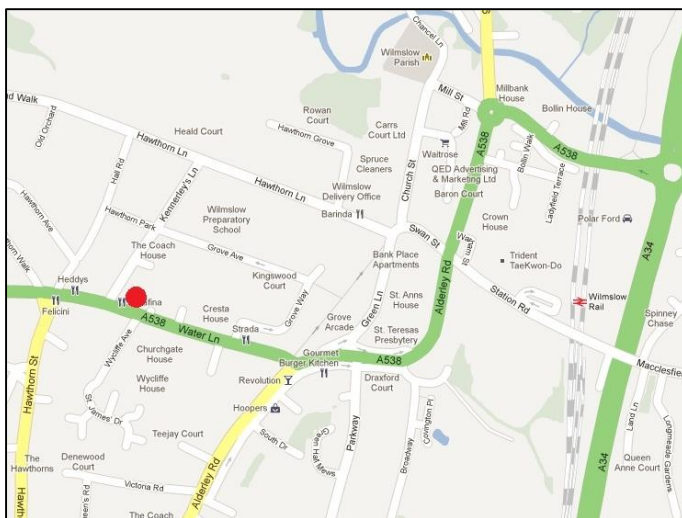 Chancel Ln
Wilmslow
Parish
Mill St
Millbank
House
Bollin House
Old Orchard
Heald Court
Rowan
Court
Hawthorn Grove
Carrs
Court Ltd
Mill Rd
Waitrose
A538
Bollin Walk
A538
Hall Rd
Hawthorn Ln
Kennerley's Ln
Spruce
Cleaners
Church St
QED Advertising
& Marketing Ltd
Baron Court
Ladyfield Terrace
Hawthorn Ave
Wilmslow
Delivery Office
Hawthorn Ln
Barinda
Hawthorn Park
Wilmslow
Preparatory
School
Crown
House
Swan St
Polar Ford
The Coach
House
Grove Ave
Bank Place
Apartments
Trident
TaeKwon-Do
A34
Heddys
Kingswood
Court
Alderley Rd
Station Rd
Wilmslow
Rail
Felicini
Grove Way
Cresta
House
Grove
Arcade
Green Ln
St. Anns
House
Spinney
Chase
A538
Water Ln
Strada
St. Teresas
Presbytery
Wycliffe Ave
Churchgate
House
Gourmet
Burger Kitchen
A538
Hawthorn St
Wycliffe
House
Revolution
Draxford
Court
St. James' Dr
Hoopers
Parkway
Covington Pl
Land Ln
Longmeade Gardens
Teejay Court
South Dr
Green Hall Mews
Broadway
The
Hawthorns
Denewood
Court
Alderley Rd
A34
Queen
Anne Court
Victoria Rd
The Coach